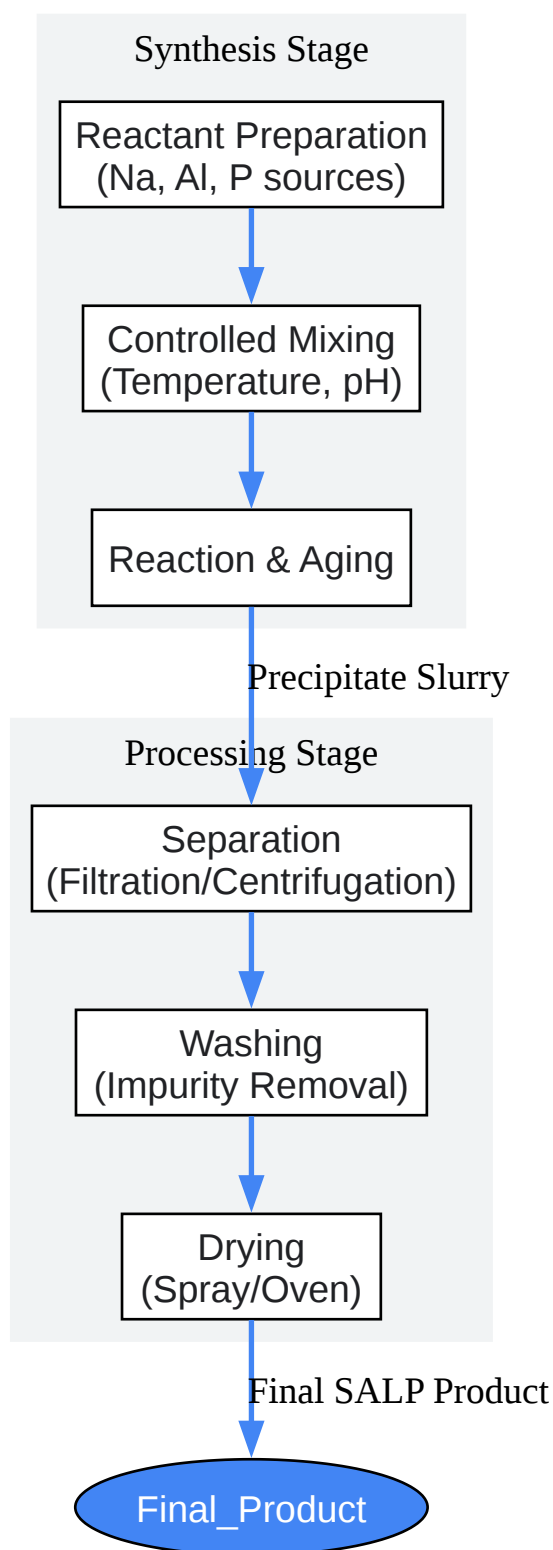 Synthesis Stage
Reactant Preparation
(Na, Al, P sources)
Controlled Mixing
(Temperature, pH)
Reaction & Aging
Precipitate Slurry
Processing Stage
Separation
(Filtration/Centrifugation)
Washing
(Impurity Removal)
Drying
(Spray/Oven)
Final SALP Product
Final_Product